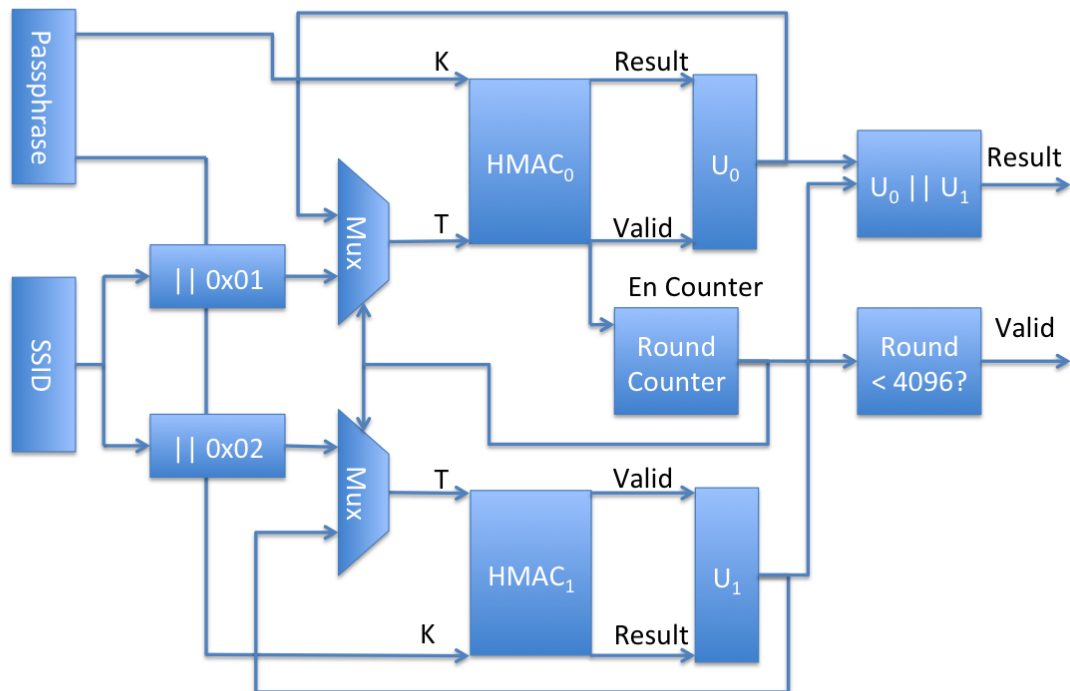 Passphrase
K
Result
HMAC0
U0
U0 || U1
Result
Mux
T
Valid
|| 0x01
En Counter
SSID
Round
Counter
Round
< 4096?
Valid
|| 0x02
Mux
T
Valid
HMAC1
U1
K
Result